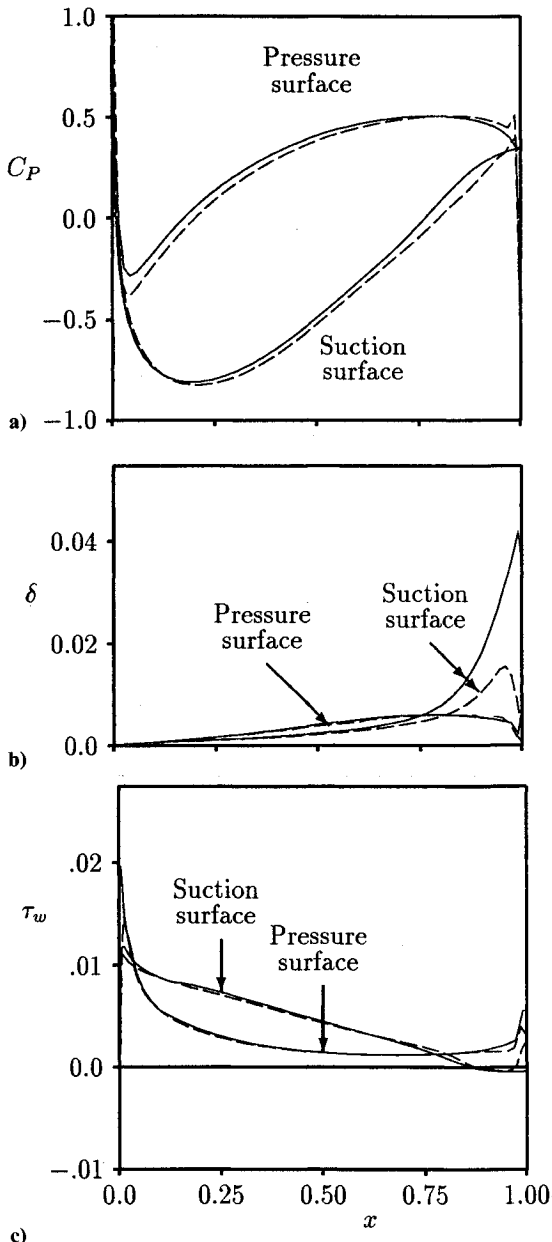 1.0
Pressure
surface
0.5
C_P
0.0
−0.5
Suction
surface
−1.0
a)
0.04
δ
Suction
surface
Pressure
surface
0.02
0.0
b)
.02
τ_w
Suction
surface
Pressure
surface
.01
0.0
−.01
0.0 0.25 0.50 0.75 1.00
x
c)